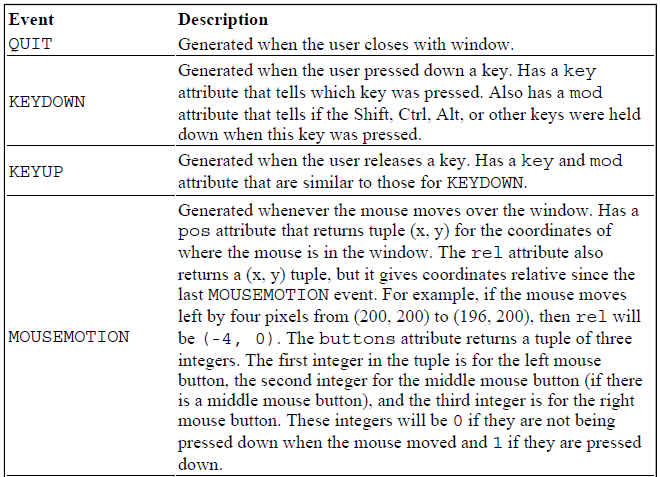 Event Description
QUIT Generated when the user closes with window.
Generated when the user pressed down a key. Has a key
attribute that tells which key was pressed. Also has a mod
KEYDOWN attribute that tells if the Shift, Ctrl, Alt, or other keys were held
down when this key was pressed.
Generated when the user releases a key. Has a key and mod
KEYUP attribute that are similar to those for KEYDOWN.
Generated whenever the mouse moves over the window. Has a
pos attribute that returns tuple (x, y) for the coordinates of
where the mouse is in the window. The rel attribute also
returns a (x, y) tuple, but it gives coordinates relative since the
last MOUSEMOTION event. For example, if the mouse moves
left by four pixels from (200, 200) to (196, 200), then rel will
MOUSEMOTION be (-4, 0). The buttons attribute returns a tuple of three
integers. The first integer in the tuple is for the left mouse
button, the second integer for the middle mouse button (if there
is a middle mouse button), and the third integer is for the right
mouse button. These integers will be 0 if they are not being
pressed down when the mouse moved and 1 if they are pressed
down.